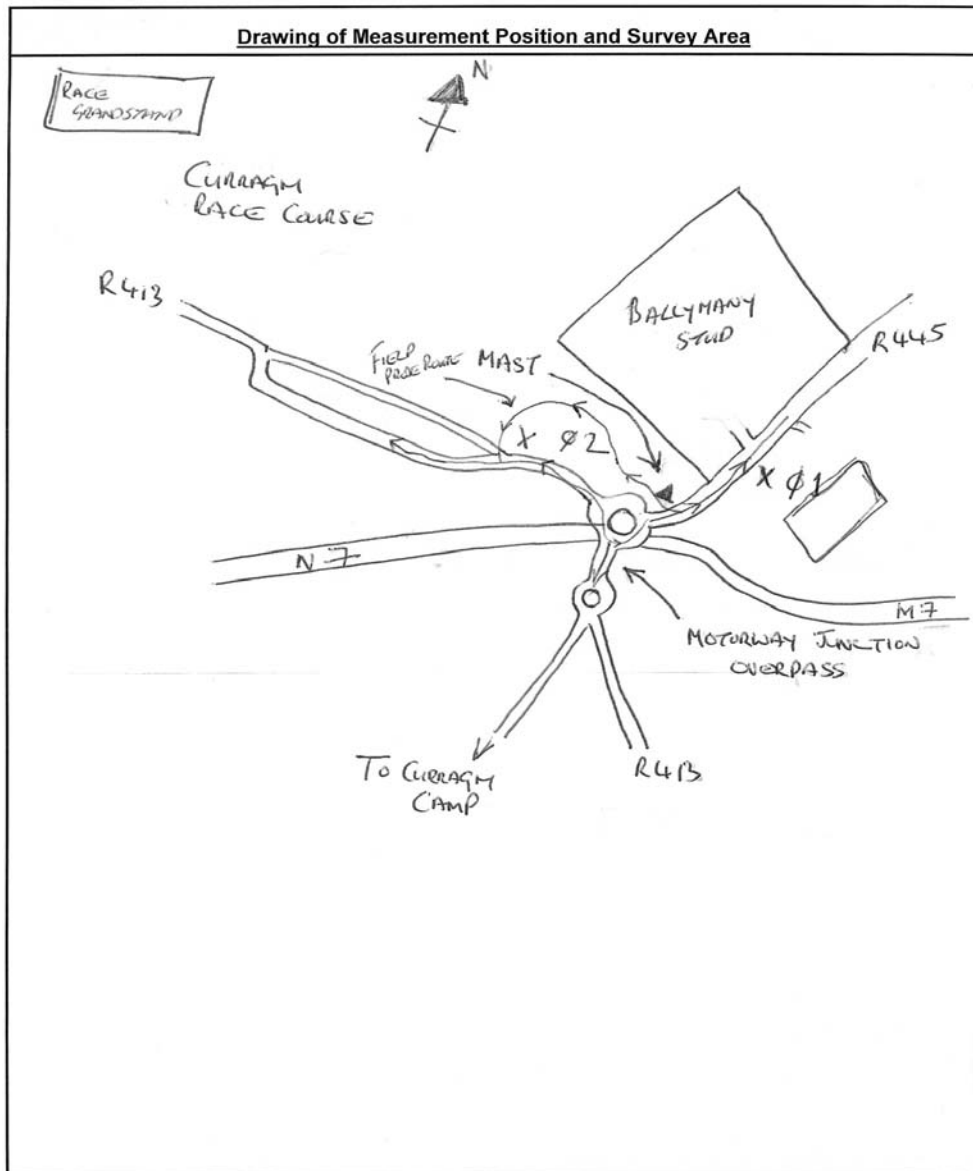 Drawing of Measurement Position and Survey Area
N
RACE
GRANDSTAND
CURRAGH
RACE COURSE
R413
BALLYMANY
STUD
R445
FIELD
PROBE ROUTE
MAST
X Ø2
X Ø1
N7
M7
MOTORWAY JUNCTION
OVERPASS
TO CURRAGH
CAMP
R413